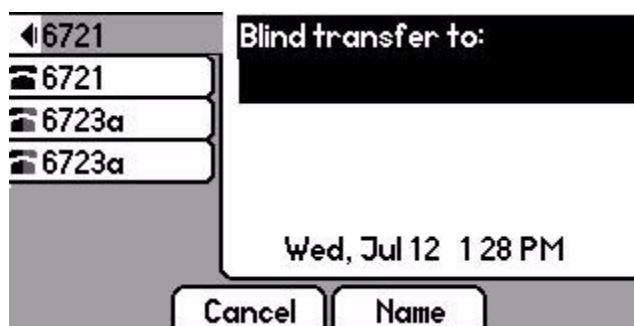 6721
6721
6723a
6723a
Blind transfer to:
Wed, Jul 12 1 28 PM
Cancel
Name